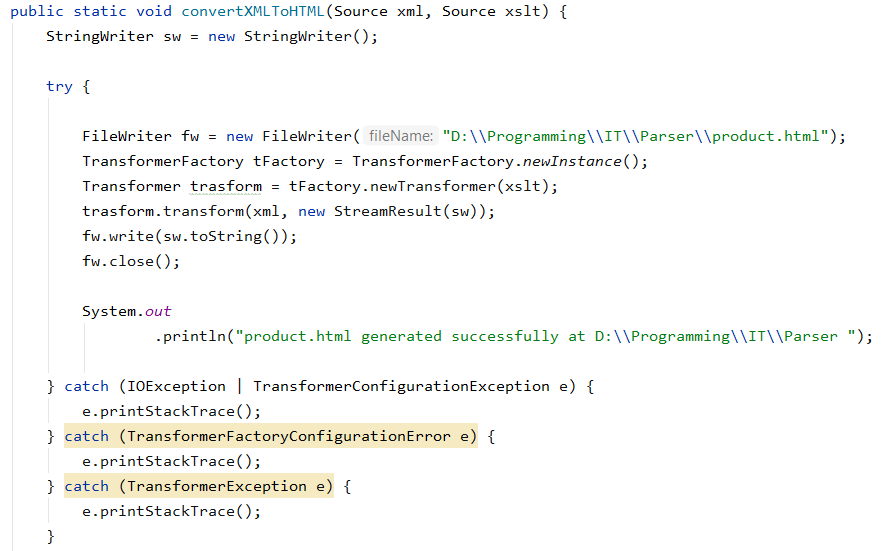 public static void convertXMLToHTML(Source xml, Source xslt) {
    StringWriter sw = new StringWriter();

    try {

        FileWriter fw = new FileWriter( fileName: "D:\\Programming\\IT\\Parser\\product.html");
        TransformerFactory tFactory = TransformerFactory.newInstance();
        Transformer trasform = tFactory.newTransformer(xslt);
        trasform.transform(xml, new StreamResult(sw));
        fw.write(sw.toString());
        fw.close();

        System.out
                .println("product.html generated successfully at D:\\Programming\\IT\\Parser ");

    } catch (IOException | TransformerConfigurationException e) {
        e.printStackTrace();
    } catch (TransformerFactoryConfigurationError e) {
        e.printStackTrace();
    } catch (TransformerException e) {
        e.printStackTrace();
    }